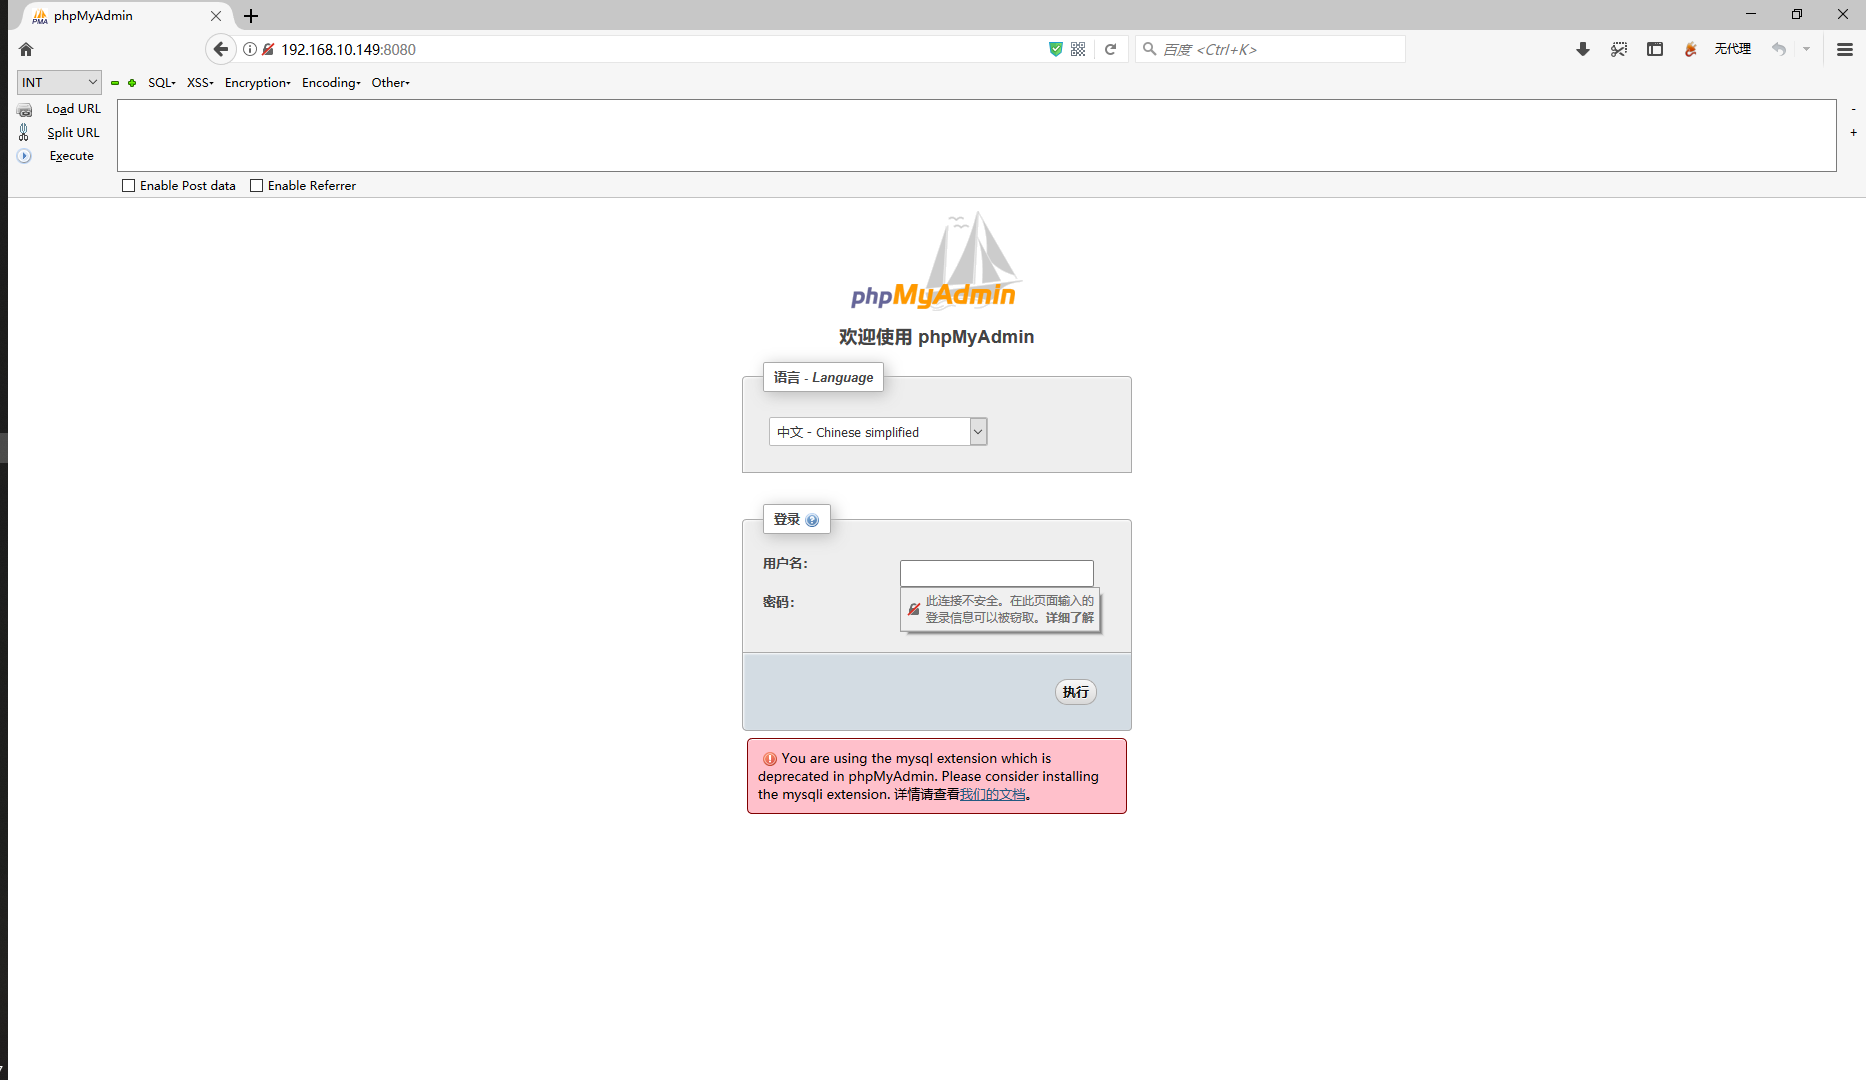 phpMyAdmin
192.168.10.149:8080
百度 <Ctrl+K>
无代理
INT
SQL
XSS
Encryption
Encoding
Other
Load URL
Split URL
Execute
-
+
Enable Post data
Enable Referrer
phpMyAdmin
欢迎使用 phpMyAdmin
语言 - Language
中文 - Chinese simplified
登录
用户名：
密码：
此连接不安全。在此页面输入的
登录信息可以被窃取。详细了解
执行
You are using the mysql extension which is
deprecated in phpMyAdmin. Please consider installing
the mysqli extension. 详情请查看我们的文档。